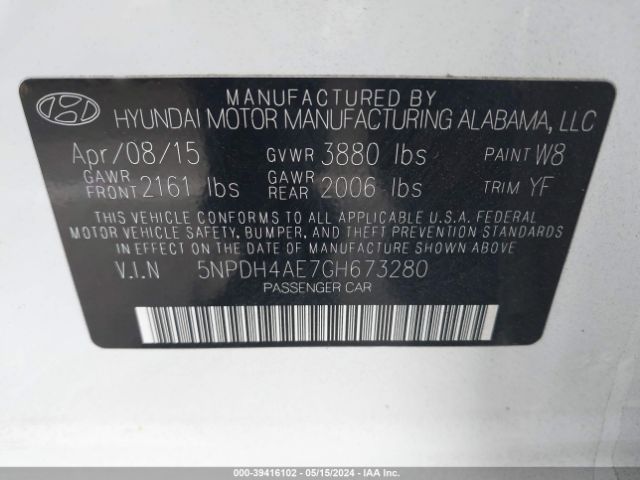 MANUFACTURED BY
HYUNDAI MOTOR MANUFACTURING ALABAMA, LLC
Apr/08/15 GVWR 3880 lbs PAINT W8
GAWR FRONT 2161 lbs GAWR REAR 2006 lbs TRIM YF
THIS VEHICLE CONFORMS TO ALL APPLICABLE U.S.A. FEDERAL
MOTOR VEHICLE SAFETY, BUMPER, AND THEFT PREVENTION STANDARDS
IN EFFECT ON THE DATE OF MANUFACTURE SHOWN ABOVE.
V.I.N 5NPDH4AE7GH673280
PASSENGER CAR
000-39416102 - 05/15/2024 - IAAI.COM